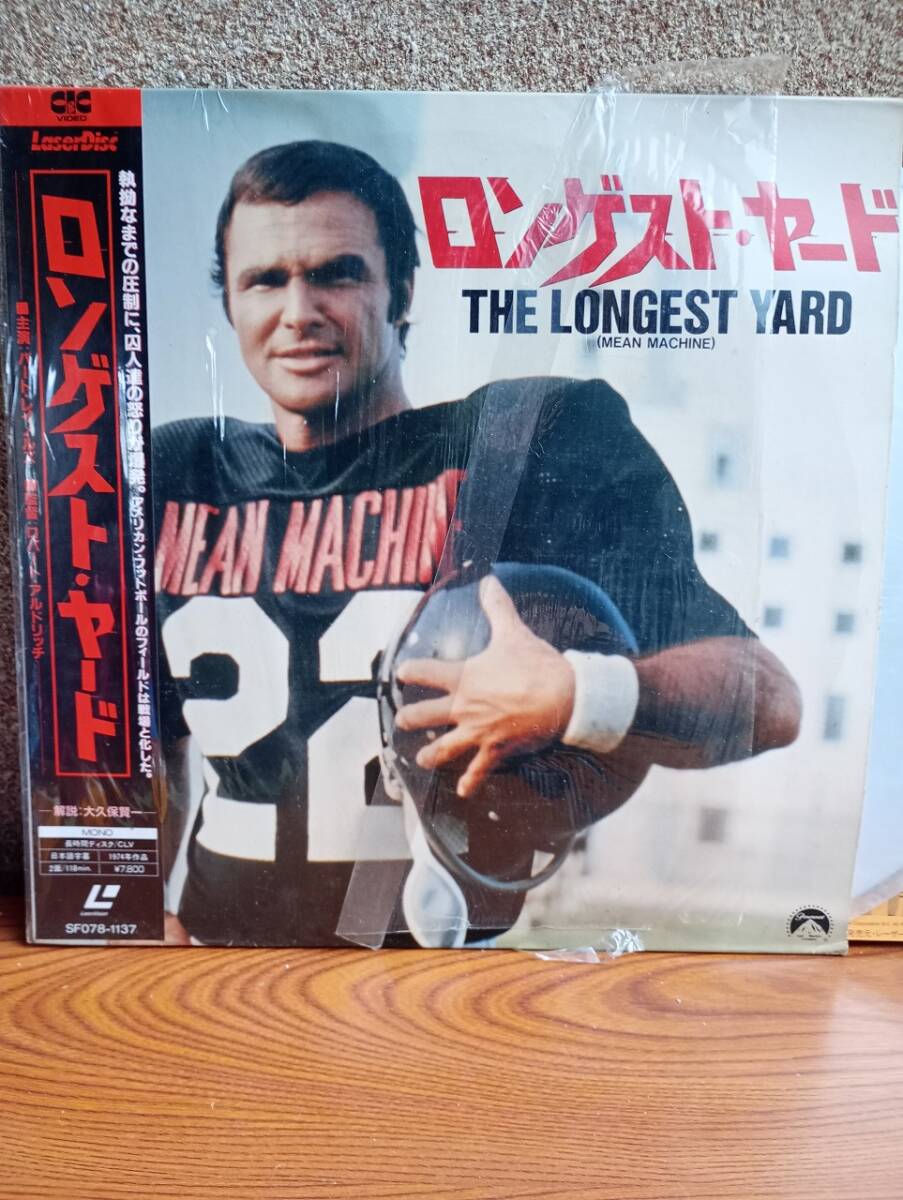 CIC
VIDEO
LaserDisc
ロンゲスト・ヤード
執拗なまでの圧制に、囚人達の怒りが爆発。アメリカン・フットボールのフィールドは戦場と化した。
主演:バート・レイ
ロバート・アルドリッチ
解説:大久保賢一
MONO
長時間ディスク/CLV
日本語字幕 1974年作品
2面/118min. ¥7,800
LaserVision
SF078-1137
ロンゲスト・ヤード
THE LONGEST YARD
(MEAN MACHINE)
MEAN MACHINE
22
Paramount